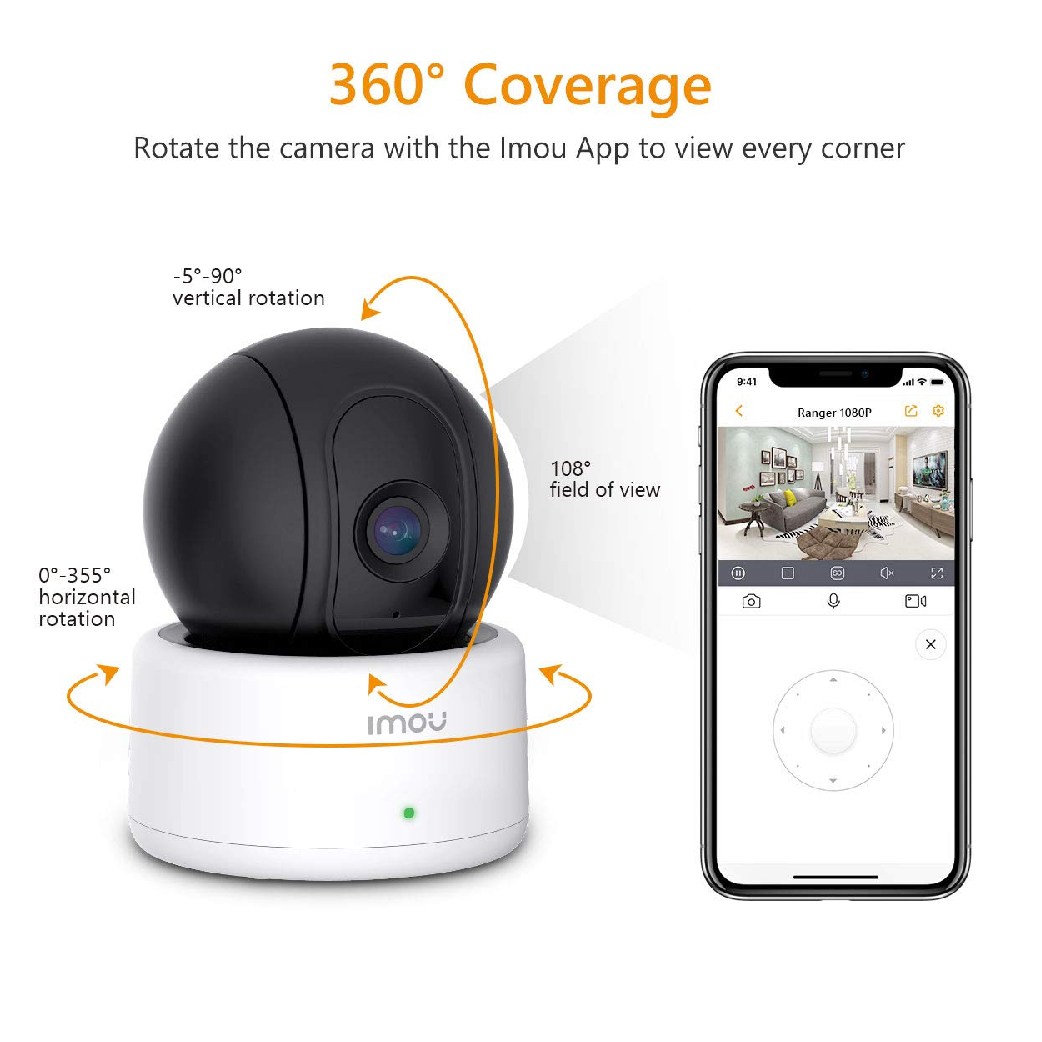 360° Coverage
Rotate the camera with the Imou App to view every corner
-5°-90°
vertical rotation
108°
field of view
0°-355°
horizontal
rotation
imou
9:41
Ranger 1080P
SD